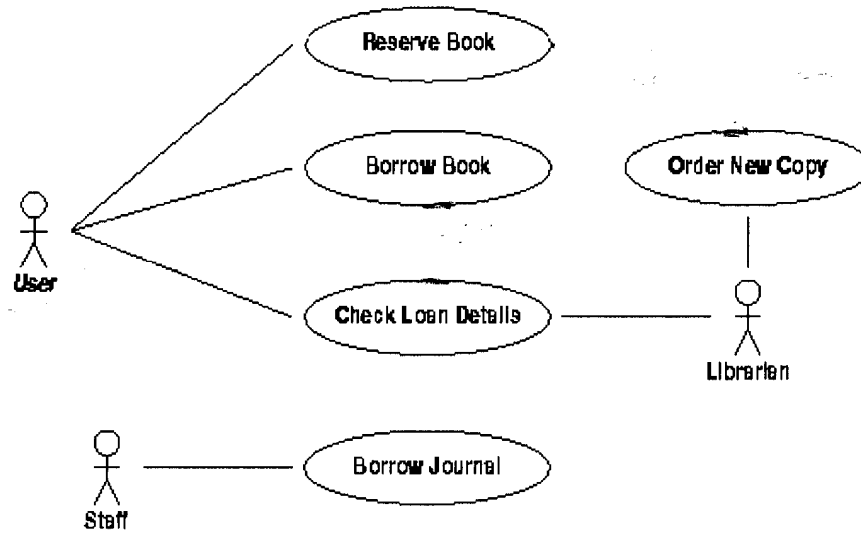 Reserve Book
Borrow Book
Order New Copy
User
Check Loan Details
Librarian
Borrow Journal
Staff